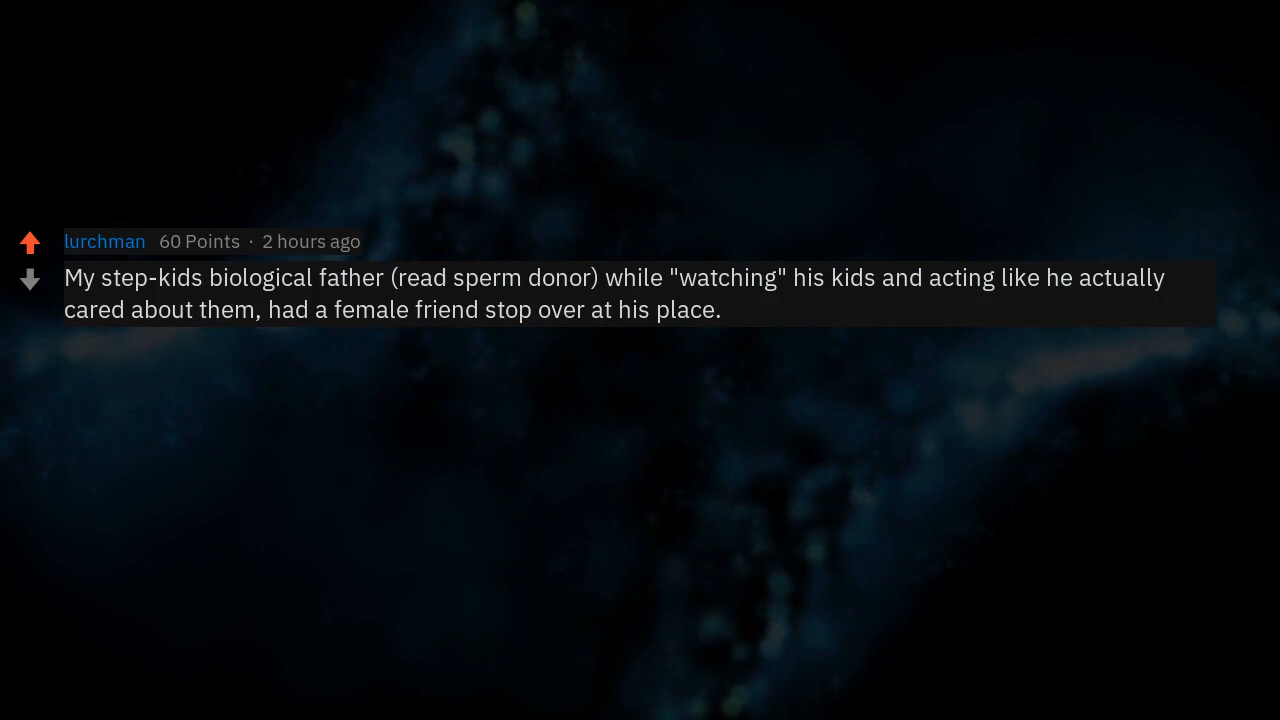 lurchman 60 Points · 2 hours ago
My step-kids biological father (read sperm donor) while "watching" his kids and acting like he actually
cared about them, had a female friend stop over at his place.